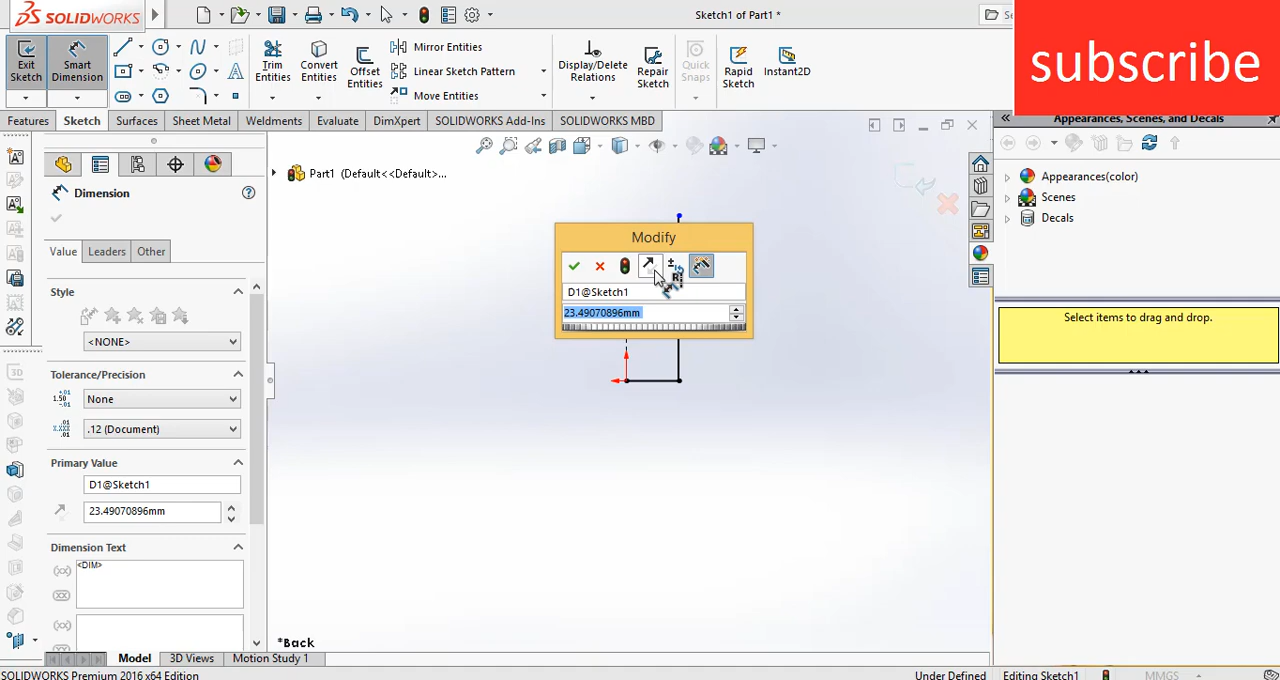 SOLIDWORKS
Sketch1 of Part1 *
subscribe
Exit Sketch
Smart Dimension
Trim Entities
Convert Entities
Offset Entities
Mirror Entities
Linear Sketch Pattern
Move Entities
Display/Delete Relations
Repair Sketch
Quick Snaps
Rapid Sketch
Instant2D
Features
Sketch
Surfaces
Sheet Metal
Weldments
Evaluate
DimXpert
SOLIDWORKS Add-Ins
SOLIDWORKS MBD
Appearances, Scenes, and Decals
Part1 (Default<<Default>...
Dimension
Value
Leaders
Other
Style
<NONE>
Tolerance/Precision
None
.12 (Document)
Primary Value
D1@Sketch1
23.49070896mm
Dimension Text
<DIM>
Modify
D1@Sketch1
23.49070896mm
*Back
Appearances(color)
Scenes
Decals
Select items to drag and drop.
Model
3D Views
Motion Study 1
SOLIDWORKS Premium 2016 x64 Edition
Under Defined
Editing Sketch1
MMGS